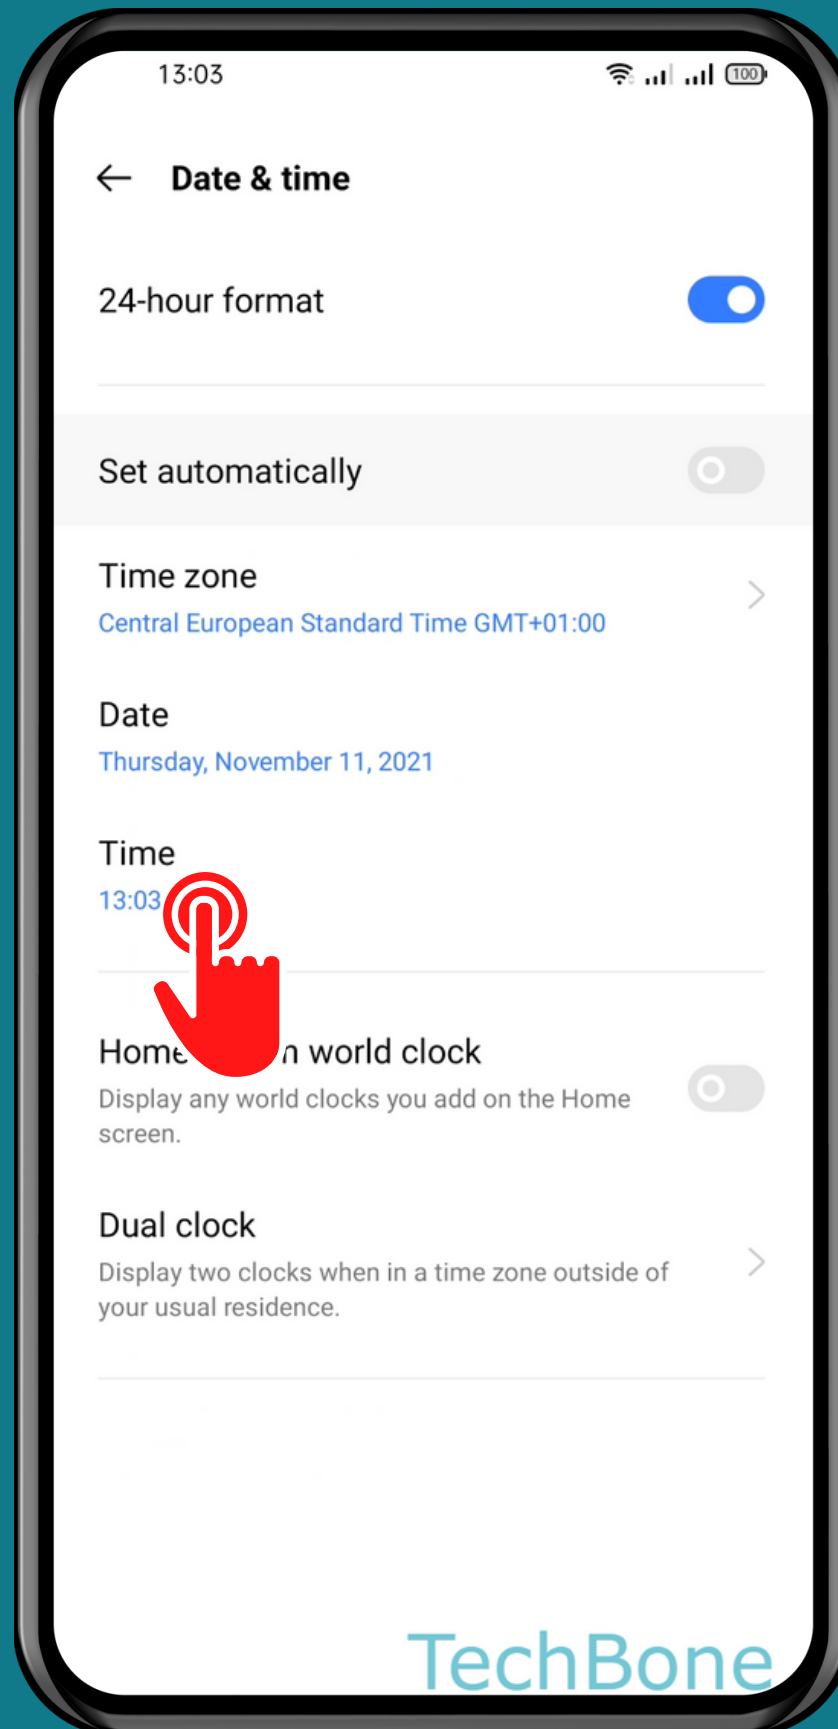 13:03
100
Date & time
24-hour format
Set automatically
Time zone
Central European Standard Time GMT+01:00
Date
Thursday, November 11, 2021
Time
13:03
Home world clock
Display any world clocks you add on the Home
screen.
Dual clock
Display two clocks when in a time zone outside of
your usual residence.
TechBone